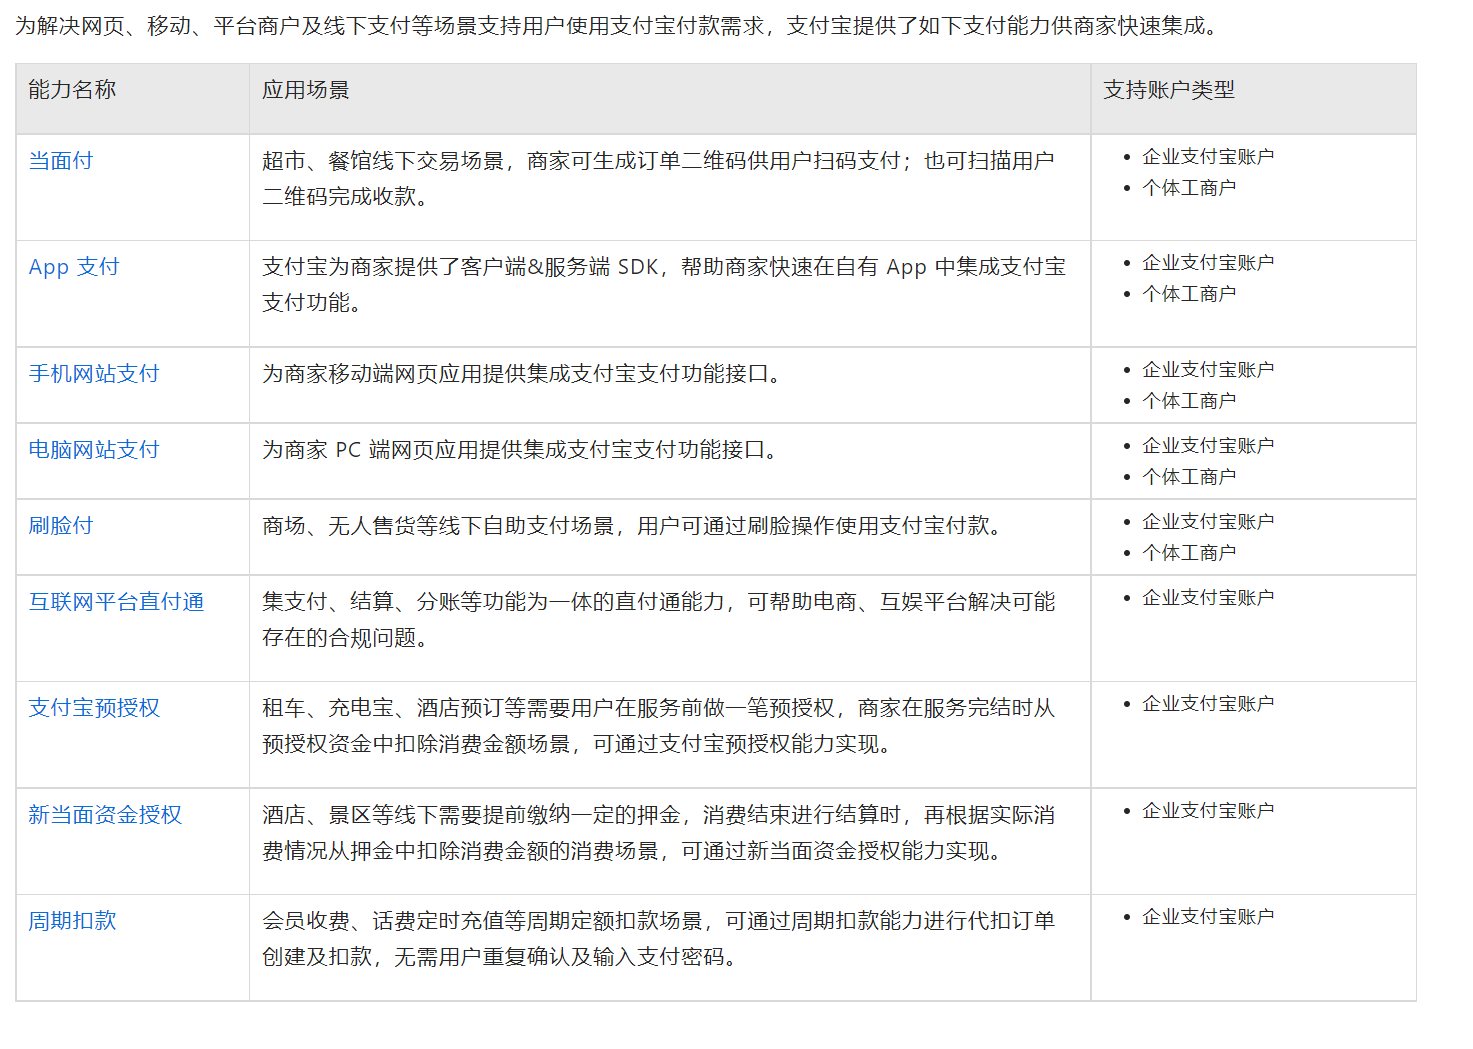 为解决网页、移动、平台商户及线下支付等场景支持用户使用支付宝付款需求，支付宝提供了如下支付能力供商家快速集成。
能力名称
应用场景
支持账户类型
当面付
超市、餐馆线下交易场景，商家可生成订单二维码供用户扫码支付；也可扫描用户
二维码完成收款。
• 企业支付宝账户
• 个体工商户
App 支付
支付宝为商家提供了客户端&服务端 SDK，帮助商家快速在自有 App 中集成支付宝
支付功能。
• 企业支付宝账户
• 个体工商户
手机网站支付
为商家移动端网页应用提供集成支付宝支付功能接口。
• 企业支付宝账户
• 个体工商户
电脑网站支付
为商家 PC 端网页应用提供集成支付宝支付功能接口。
• 企业支付宝账户
• 个体工商户
刷脸付
商场、无人售货等线下自助支付场景，用户可通过刷脸操作使用支付宝付款。
• 企业支付宝账户
• 个体工商户
互联网平台直付通
集支付、结算、分账等功能为一体的直付通能力，可帮助电商、互娱平台解决可能
存在的合规问题。
• 企业支付宝账户
支付宝预授权
租车、充电宝、酒店预订等需要用户在服务前做一笔预授权，商家在服务完结时从
预授权资金中扣除消费金额场景，可通过支付宝预授权能力实现。
• 企业支付宝账户
新当面资金授权
酒店、景区等线下需要提前缴纳一定的押金，消费结束进行结算时，再根据实际消
费情况从押金中扣除消费金额的消费场景，可通过新当面资金授权能力实现。
• 企业支付宝账户
周期扣款
会员收费、话费定时充值等周期定额扣款场景，可通过周期扣款能力进行代扣订单
创建及扣款，无需用户重复确认及输入支付密码。
• 企业支付宝账户